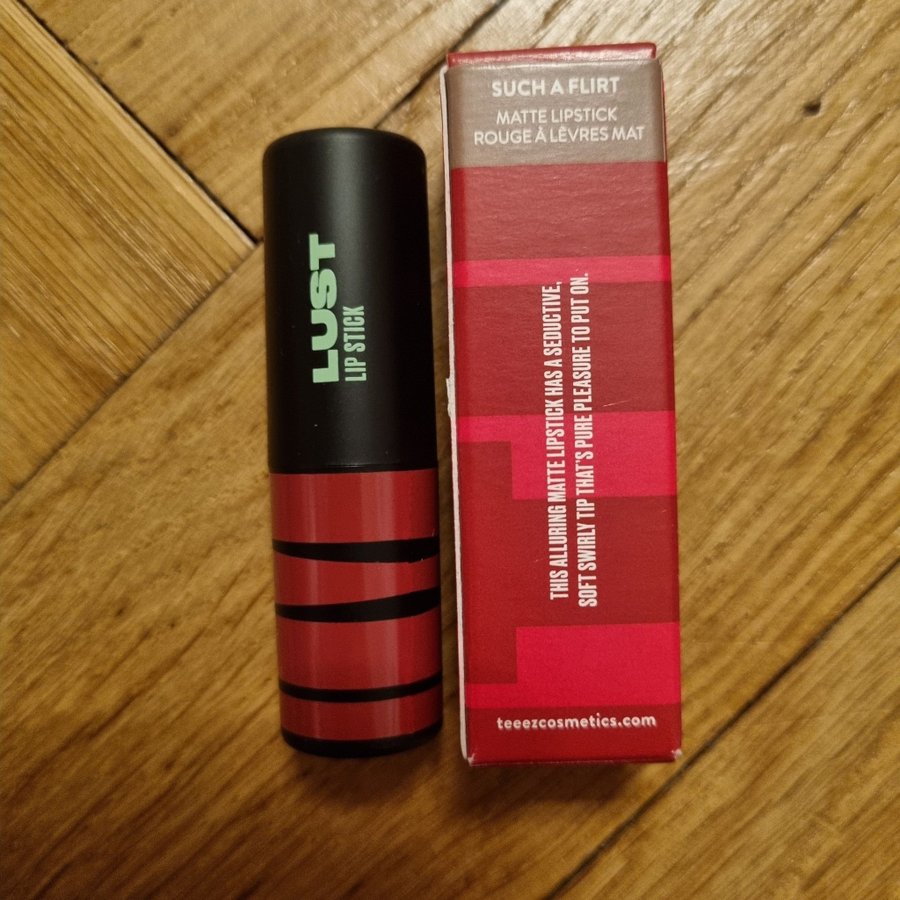 LUST
LIP STICK
SUCH A FLIRT
MATTE LIPSTICK
ROUGE À LÈVRES MAT
THIS ALLURING MATTE LIPSTICK HAS A SEDUCTIVE,
SOFT SWIRLY TIP THAT'S PURE PLEASURE TO PUT ON.
teeezcosmetics.com